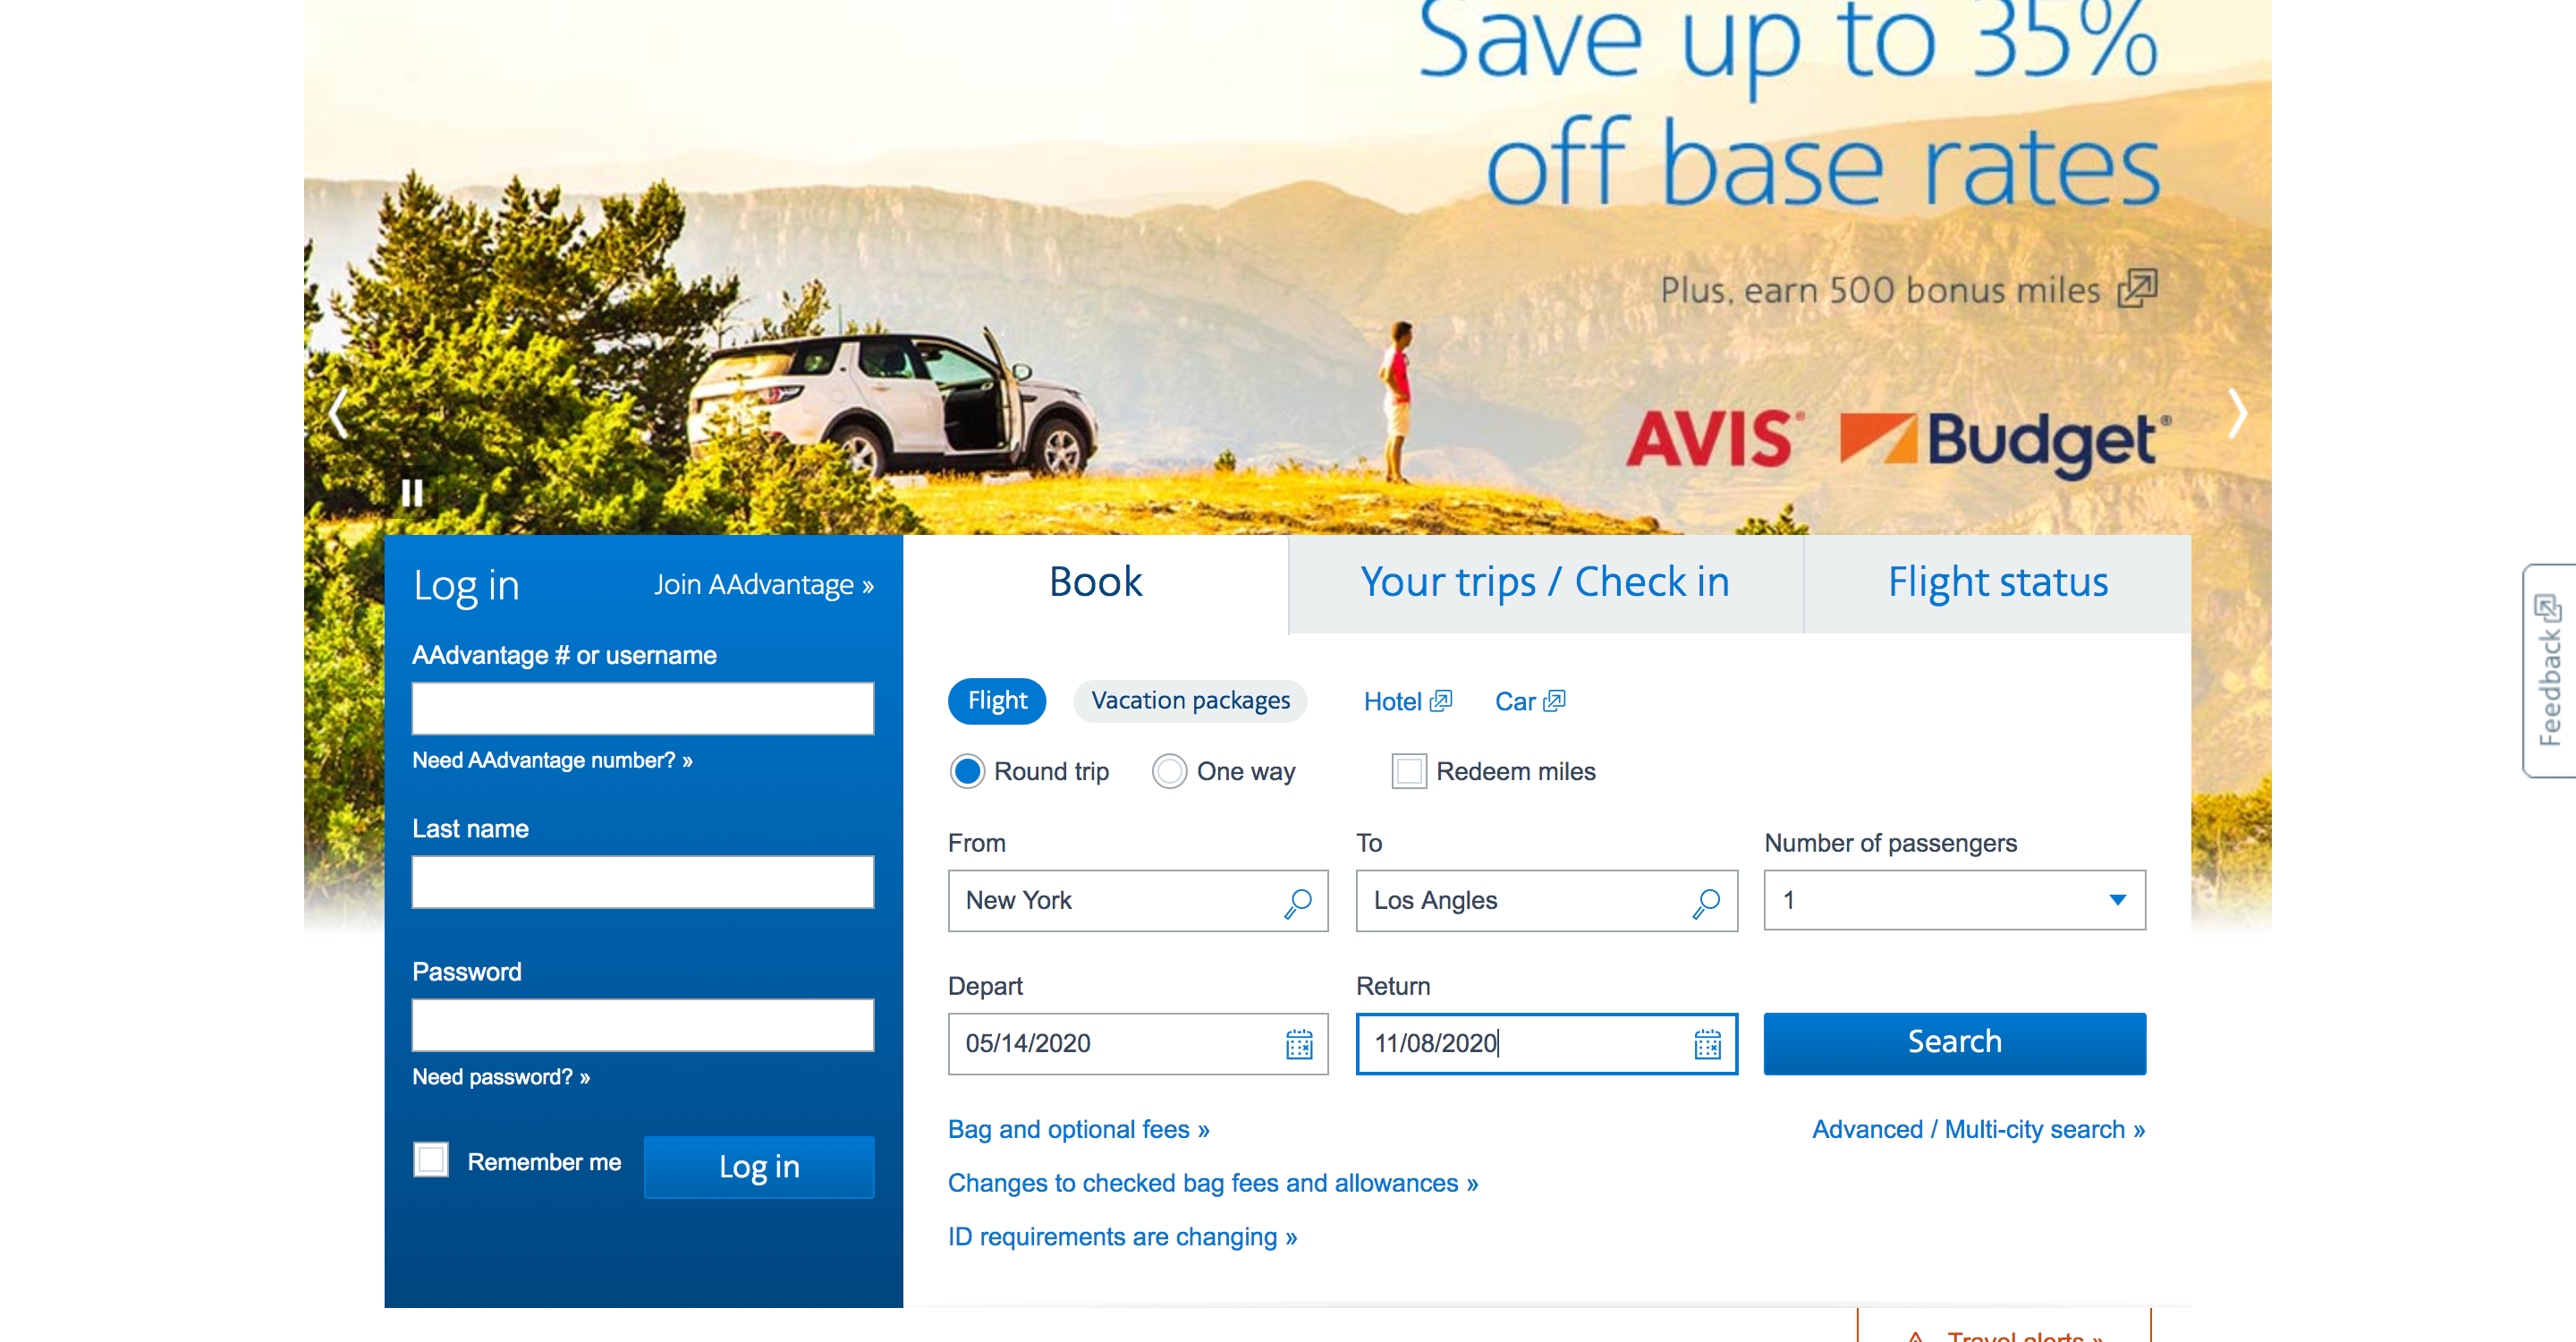 Save up to 35%
off base rates
Plus, earn 500 bonus miles
AVIS® Budget®
Log in
Join AAdvantage »
AAdvantage # or username
Need AAdvantage number? »
Last name
Password
Need password? »
Remember me
Log in
Book
Your trips / Check in
Flight status
Flight
Vacation packages
Hotel
Car
Round trip
One way
Redeem miles
From
To
Number of passengers
New York
Los Angles
1
Depart
Return
05/14/2020
11/08/2020
Search
Bag and optional fees »
Advanced / Multi-city search »
Changes to checked bag fees and allowances »
ID requirements are changing »
Travel alerts »
Feedback